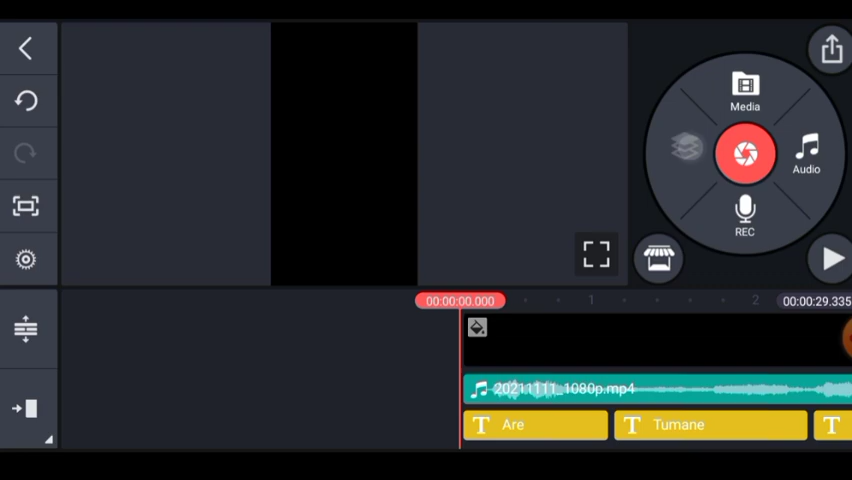 Media
Audio
REC
00:00:00.000
1
2
00:00:29.335
20211111_1080p.mp4
T Are
T Tumane
T